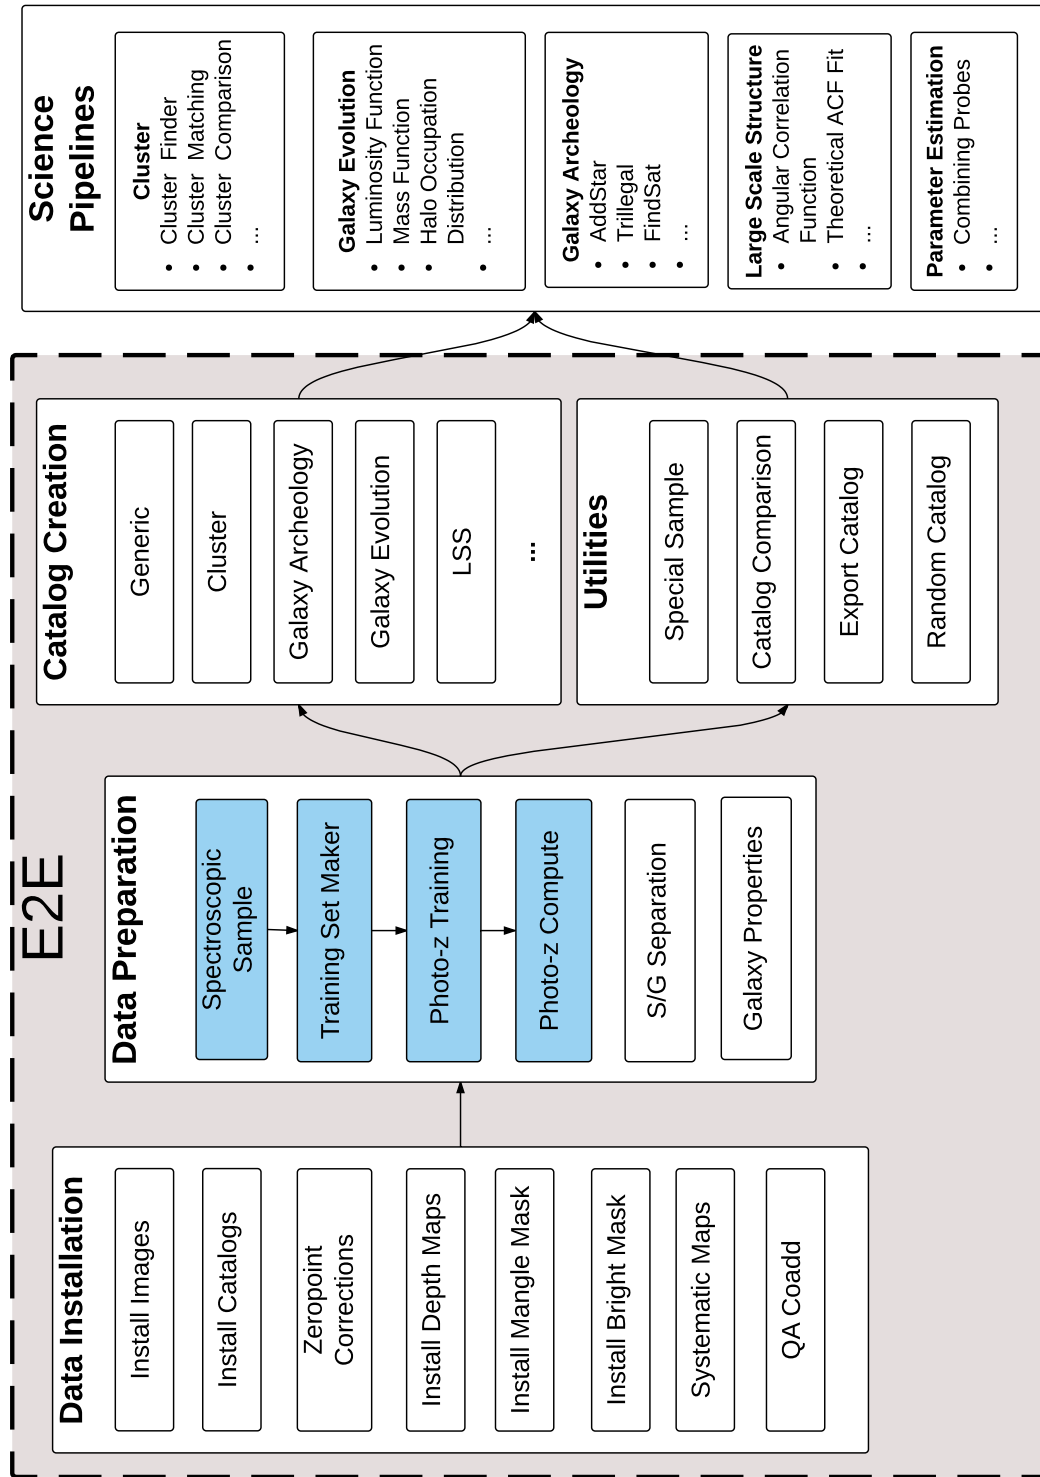 E2E
Data Installation
Install Images
Install Catalogs
Zeropoint
Corrections
Install Depth Maps
Install Mangle Mask
Install Bright Mask
Systematic Maps
QA Coadd
Data Preparation
Spectroscopic
Sample
Training Set Maker
Photo-z Training
Photo-z Compute
S/G Separation
Galaxy Properties
Catalog Creation
Generic
Cluster
Galaxy Archeology
Galaxy Evolution
LSS
...
Utilities
Special Sample
Catalog Comparison
Export Catalog
Random Catalog
Science
Pipelines
Cluster
• Cluster Finder
• Cluster Matching
• Cluster Comparison
• ...
Galaxy Evolution
• Luminosity Function
• Mass Function
• Halo Occupation
Distribution
• ...
Galaxy Archeology
• AddStar
• Trillegal
• FindSat
• ...
Large Scale Structure
• Angular Correlation
Function
• Theoretical ACF Fit
• ...
Parameter Estimation
• Combining Probes
• ...